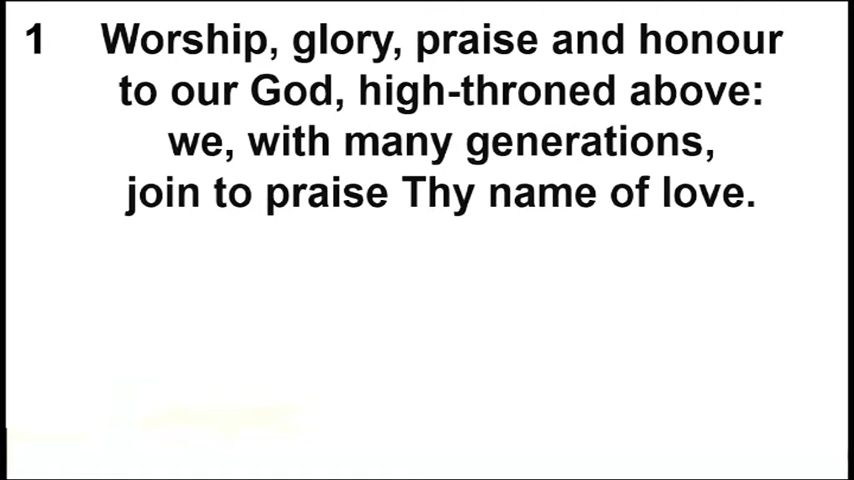 1 Worship, glory, praise and honour
to our God, high-throned above:
we, with many generations,
join to praise Thy name of love.